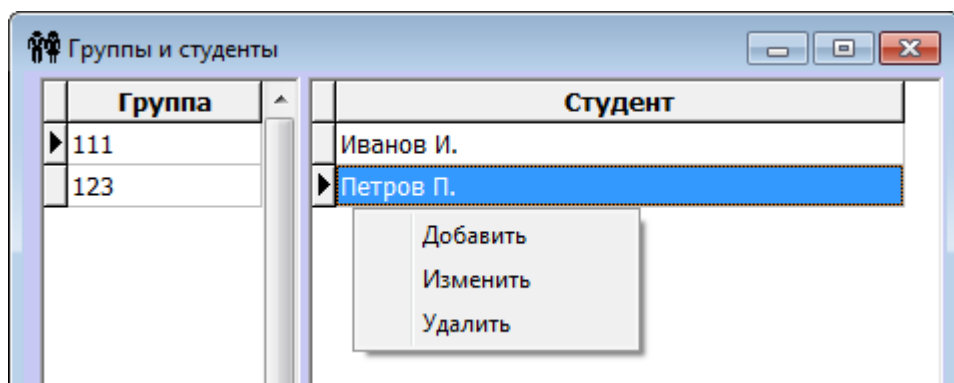 Группы и студенты
Группа
Студент
111
Иванов И.
123
Петров П.
Добавить
Изменить
Удалить